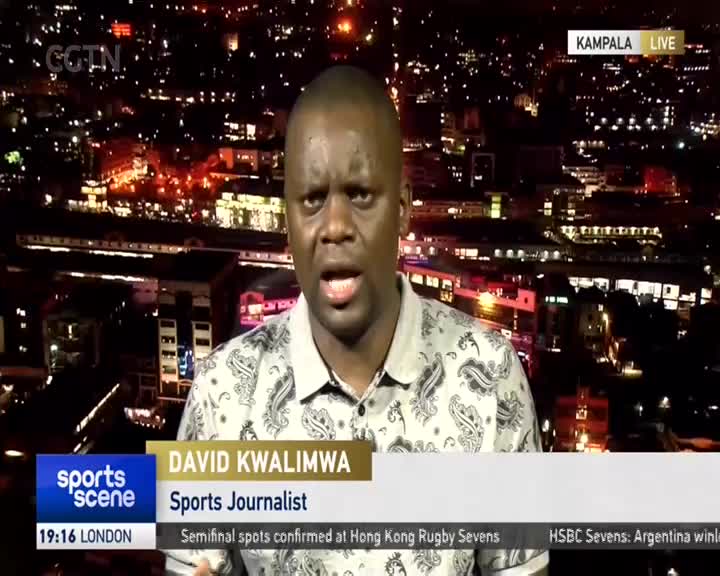 CGTN
KAMPALA LIVE
DAVID KWALIMWA
Sports Journalist
sports
scene
19:16 LONDON
Semifinal spots confirmed at Hong Kong Rugby Sevens HSBC Sevens: Argentina winl